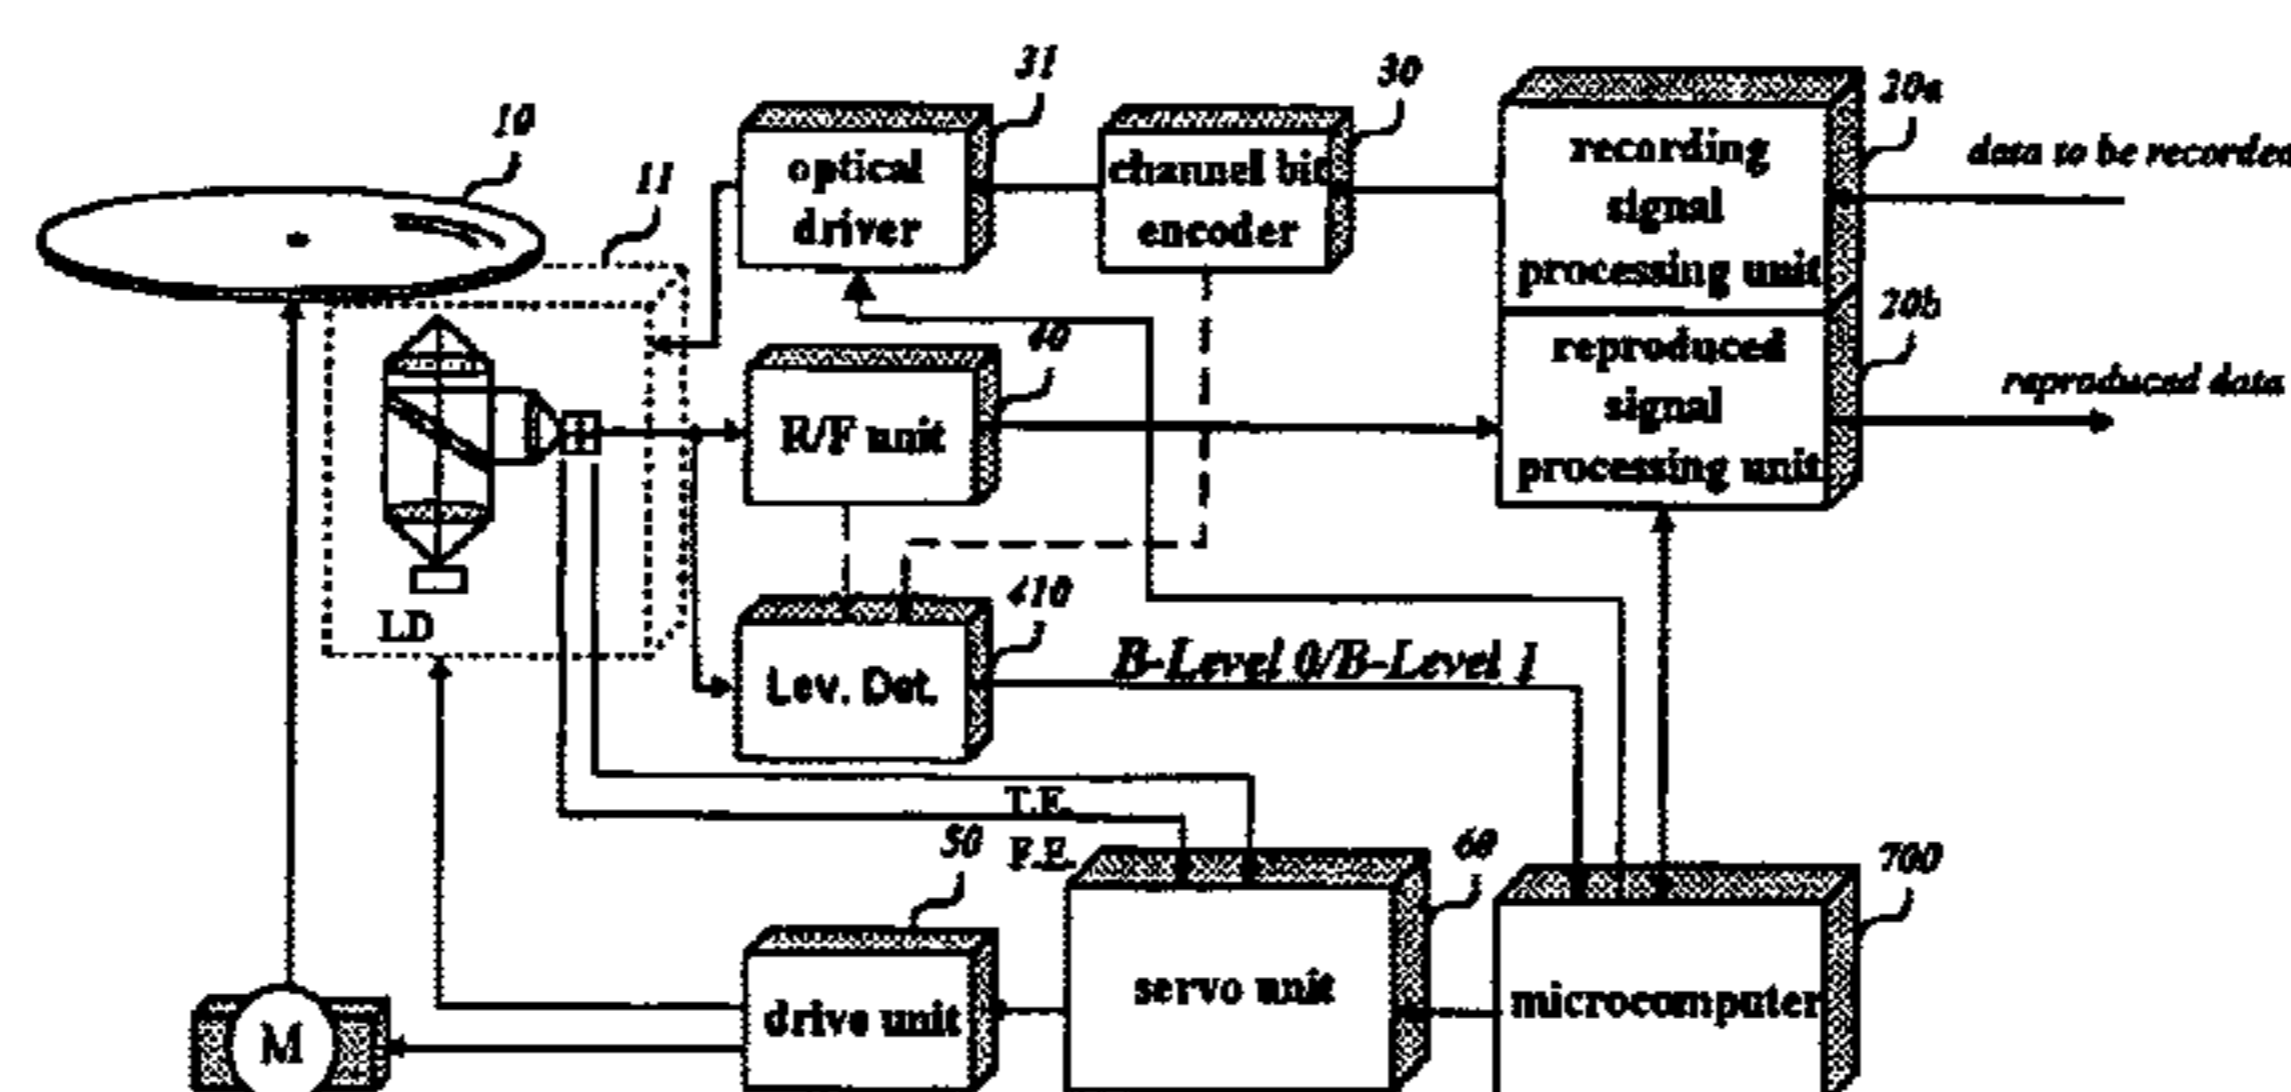 31
30
20a
10
11
optical
driver
channel bit
encoder
recording
signal
processing unit
data to be recorded
20b
40
R/F unit
reproduced
signal
processing unit
reproduced data
LD
410
Lev. Det.
B-Level 0/B-Level 1
T.E.
F.E.
50
60
700
M
drive unit
servo unit
microcomputer